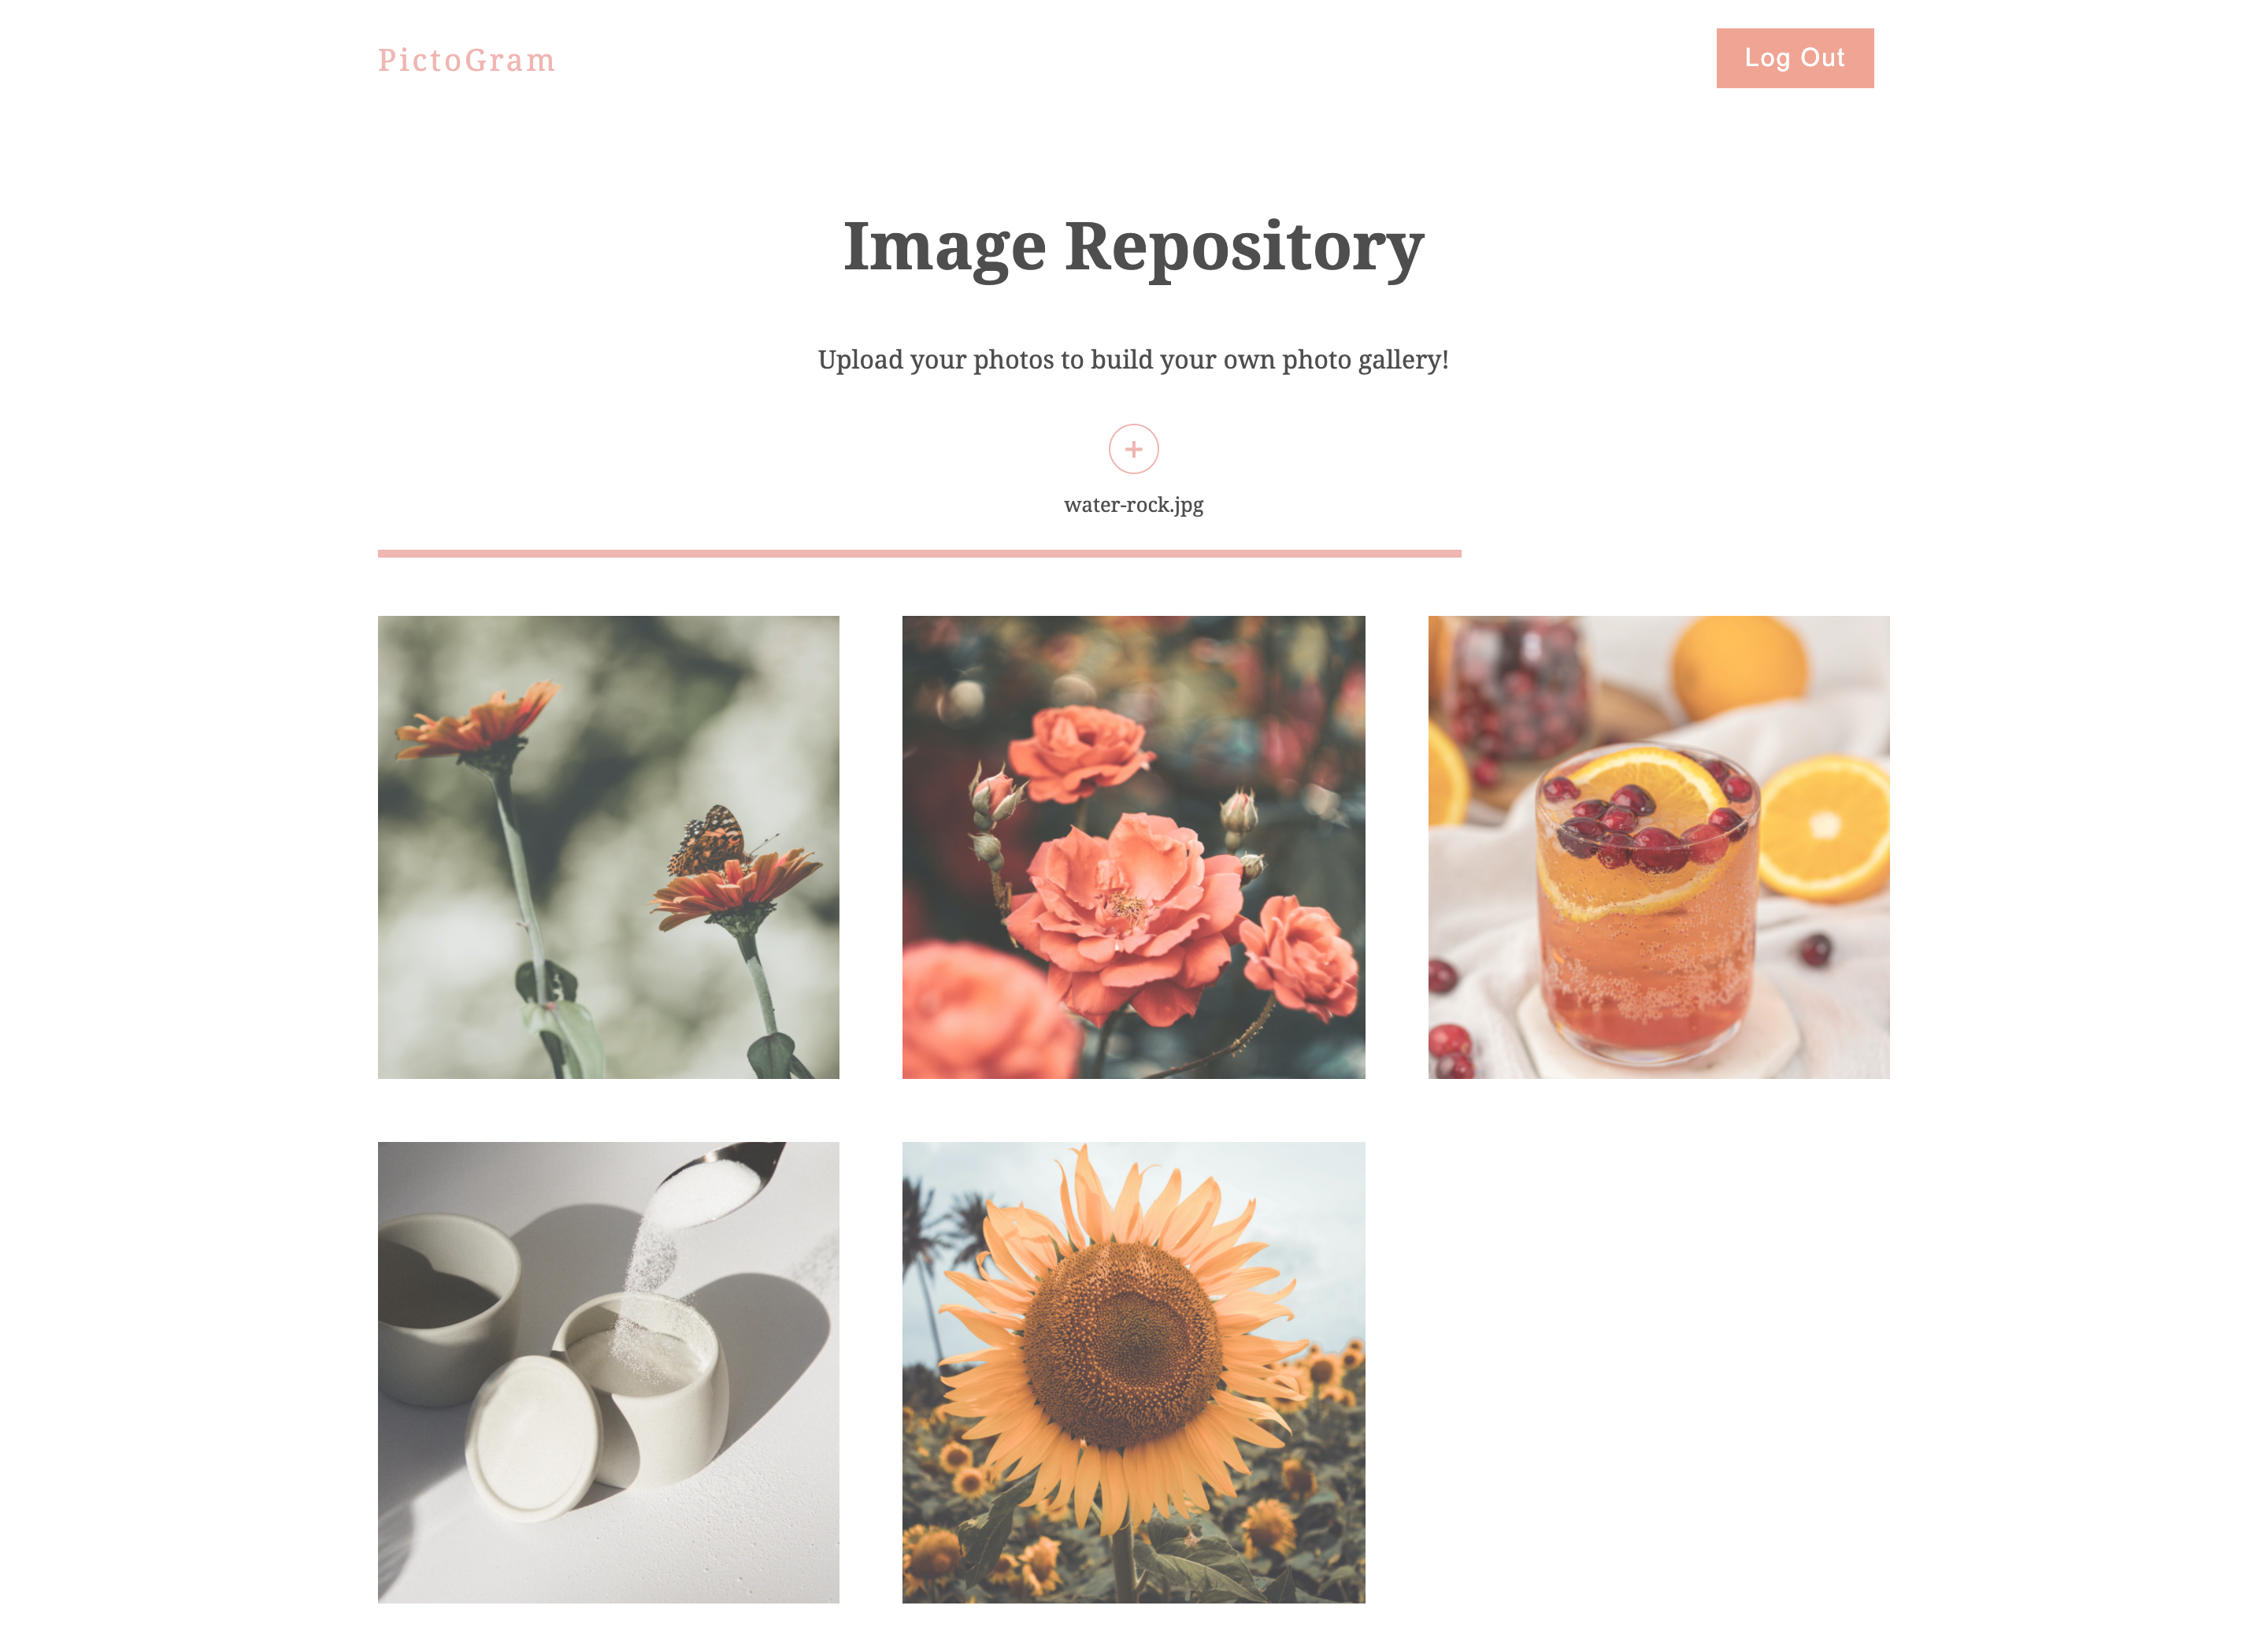 PictoGram
Log Out
Image Repository
Upload your photos to build your own photo gallery!
+
water-rock.jpg